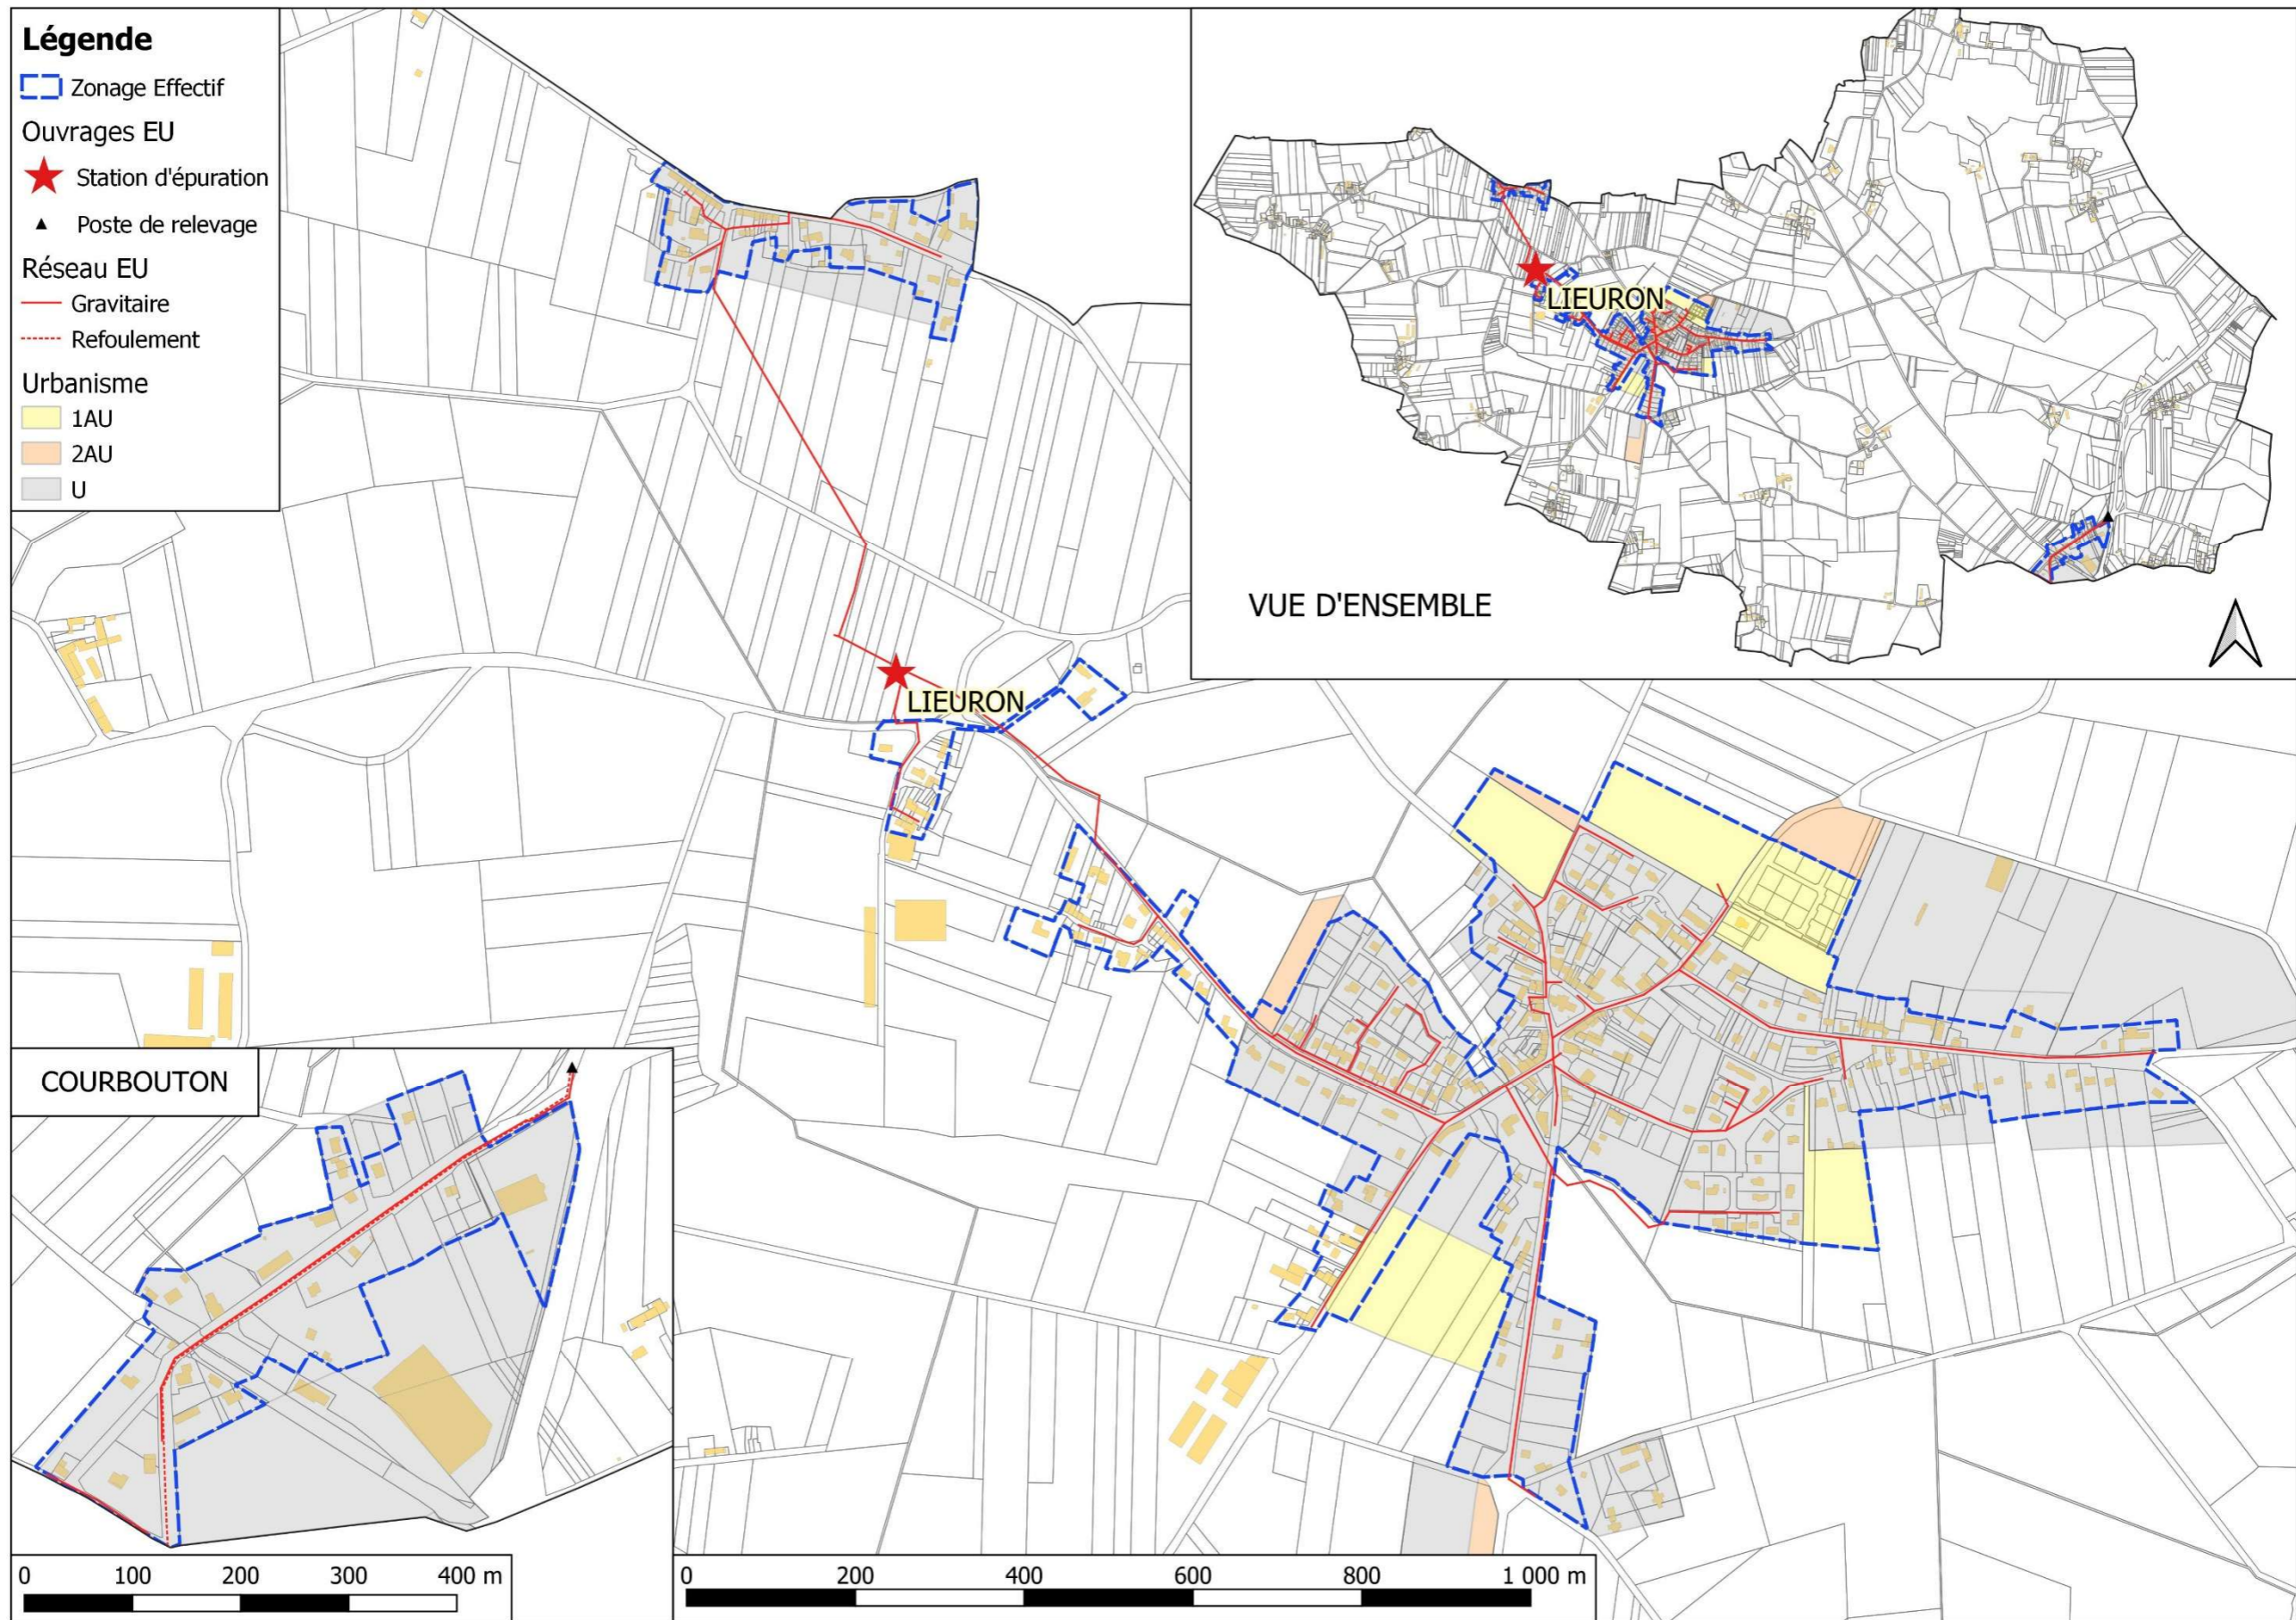 Légende
Zonage Effectif
Ouvrages EU
Station d'épuration
Poste de relevage
Réseau EU
Gravitaire
Refoulement
Urbanisme
1AU
2AU
U
LIEURON
VUE D'ENSEMBLE
LIEURON
COURBOUTON
0 100 200 300 400 m
0 200 400 600 800 1 000 m